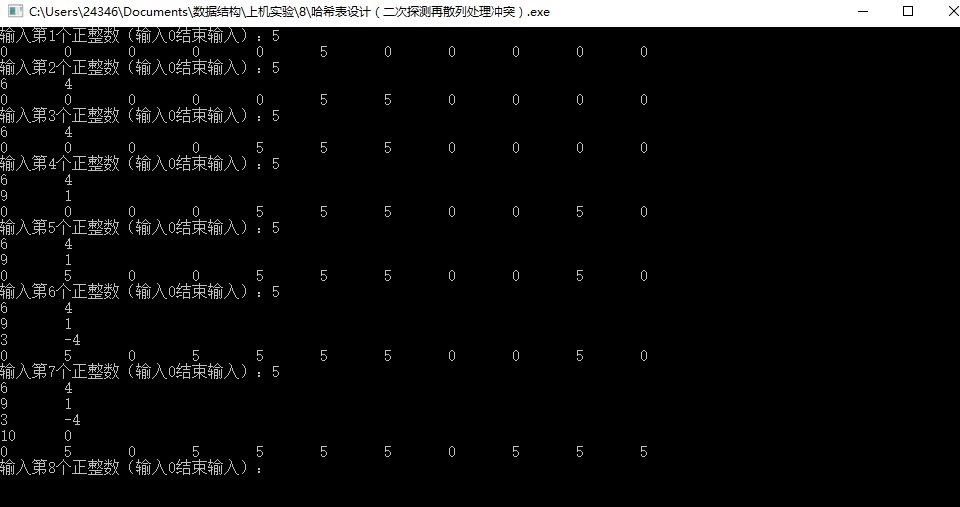 C:\Users\24346\Documents\数据结构\上机实验\8\哈希表设计（二次探测再散列处理冲突）.exe
输入第1个正整数（输入0结束输入）：5
0 0 0 0 0 5 0 0 0 0 0
输入第2个正整数（输入0结束输入）：5
6 4
0 0 0 0 0 5 5 0 0 0 0
输入第3个正整数（输入0结束输入）：5
6 4
0 0 0 0 5 5 5 0 0 0 0
输入第4个正整数（输入0结束输入）：5
6 4
9 1
0 0 0 0 5 5 5 0 0 5 0
输入第5个正整数（输入0结束输入）：5
6 4
9 1
0 5 0 0 5 5 5 0 0 5 0
输入第6个正整数（输入0结束输入）：5
6 4
9 1
3 -4
0 5 0 5 5 5 5 0 0 5 0
输入第7个正整数（输入0结束输入）：5
6 4
9 1
3 -4
10 0
0 5 0 5 5 5 5 0 5 5 5
输入第8个正整数（输入0结束输入）：